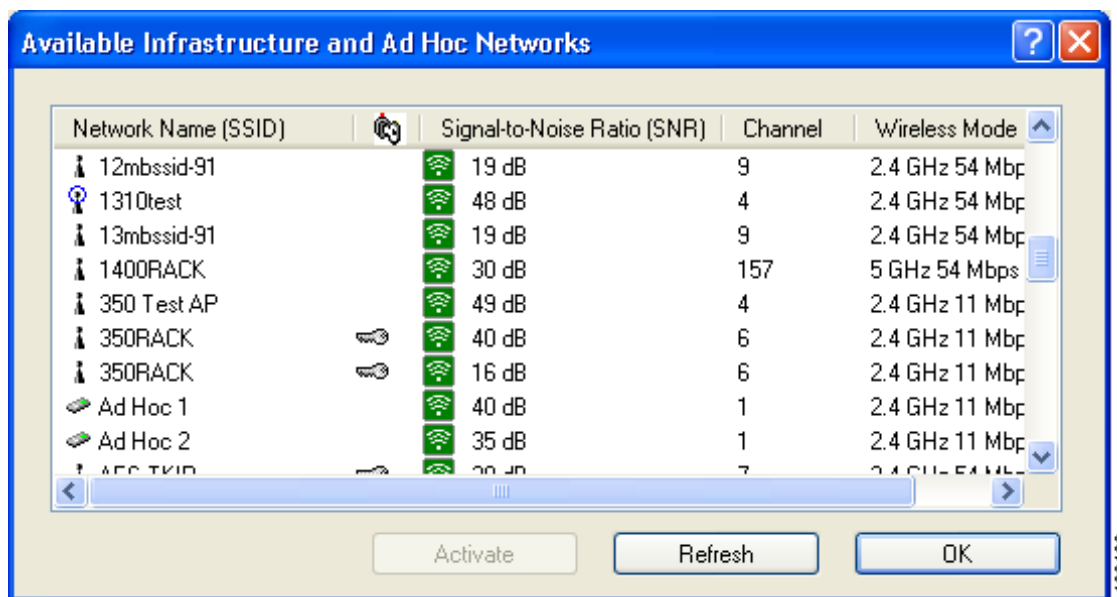 Available Infrastructure and Ad Hoc Networks
Network Name (SSID) Signal-to-Noise Ratio (SNR) Channel Wireless Mode
12mbssid-91 19 dB 9 2.4 GHz 54 Mbp
1310test 48 dB 4 2.4 GHz 54 Mbp
13mbssid-91 19 dB 9 2.4 GHz 54 Mbp
1400RACK 30 dB 157 5 GHz 54 Mbps
350 Test AP 49 dB 4 2.4 GHz 11 Mbp
350RACK 40 dB 6 2.4 GHz 11 Mbp
350RACK 16 dB 6 2.4 GHz 11 Mbp
Ad Hoc 1 40 dB 1 2.4 GHz 11 Mbp
Ad Hoc 2 35 dB 1 2.4 GHz 11 Mbp
Activate Refresh OK